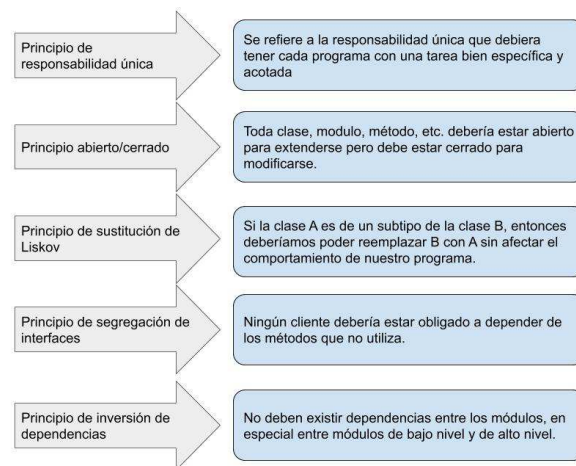 Principio de
responsabilidad única
Se refiere a la responsabilidad única que debiera
tener cada programa con una tarea bien específica y
acotada
Principio abierto/cerrado
Toda clase, modulo, método, etc. debería estar abierto
para extenderse pero debe estar cerrado para
modificarse.
Principio de sustitución de
Liskov
Si la clase A es de un subtipo de la clase B, entonces
deberíamos poder reemplazar B con A sin afectar el
comportamiento de nuestro programa.
Principio de segregación de
interfaces
Ningún cliente debería estar obligado a depender de
los métodos que no utiliza.
Principio de inversión de
dependencias
No deben existir dependencias entre los módulos, en
especial entre módulos de bajo nivel y de alto nivel.